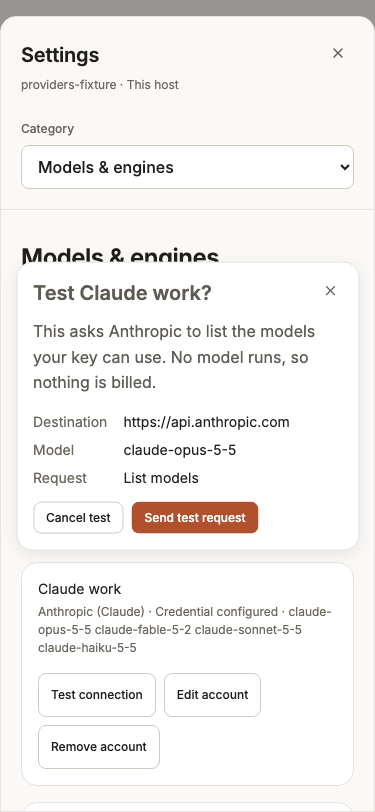 Settings
providers-fixture · This host
Category
Models & engines
Models & engines
Test Claude work?
This asks Anthropic to list the models
your key can use. No model runs, so
nothing is billed.
Destination https://api.anthropic.com
Model claude-opus-5-5
Request List models
Cancel test Send test request
Claude work
Anthropic (Claude) · Credential configured · claude-
opus-5-5 claude-fable-5-2 claude-sonnet-5-5
claude-haiku-5-5
Test connection Edit account
Remove account